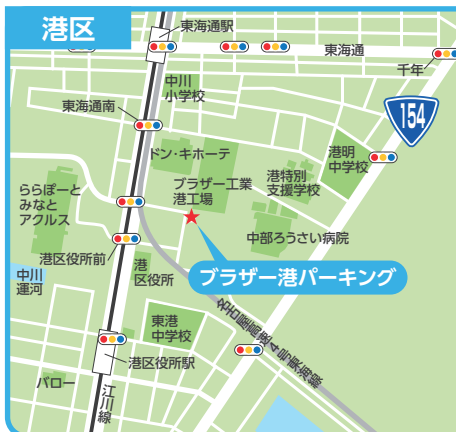 港区
東海通駅
東海通
千年
中川
小学校
154
東海通南
ドン・キホーテ
港明
中学校
ブラザー工業
港工場
港特別
支援学校
ららぽーと
みなと
アクルス
中部ろうさい病院
港区役所前
港
区役所
ブラザー港パーキング
中川
運河
名古屋高速4号東海線
東港
中学校
港区役所駅
バロー
江川線